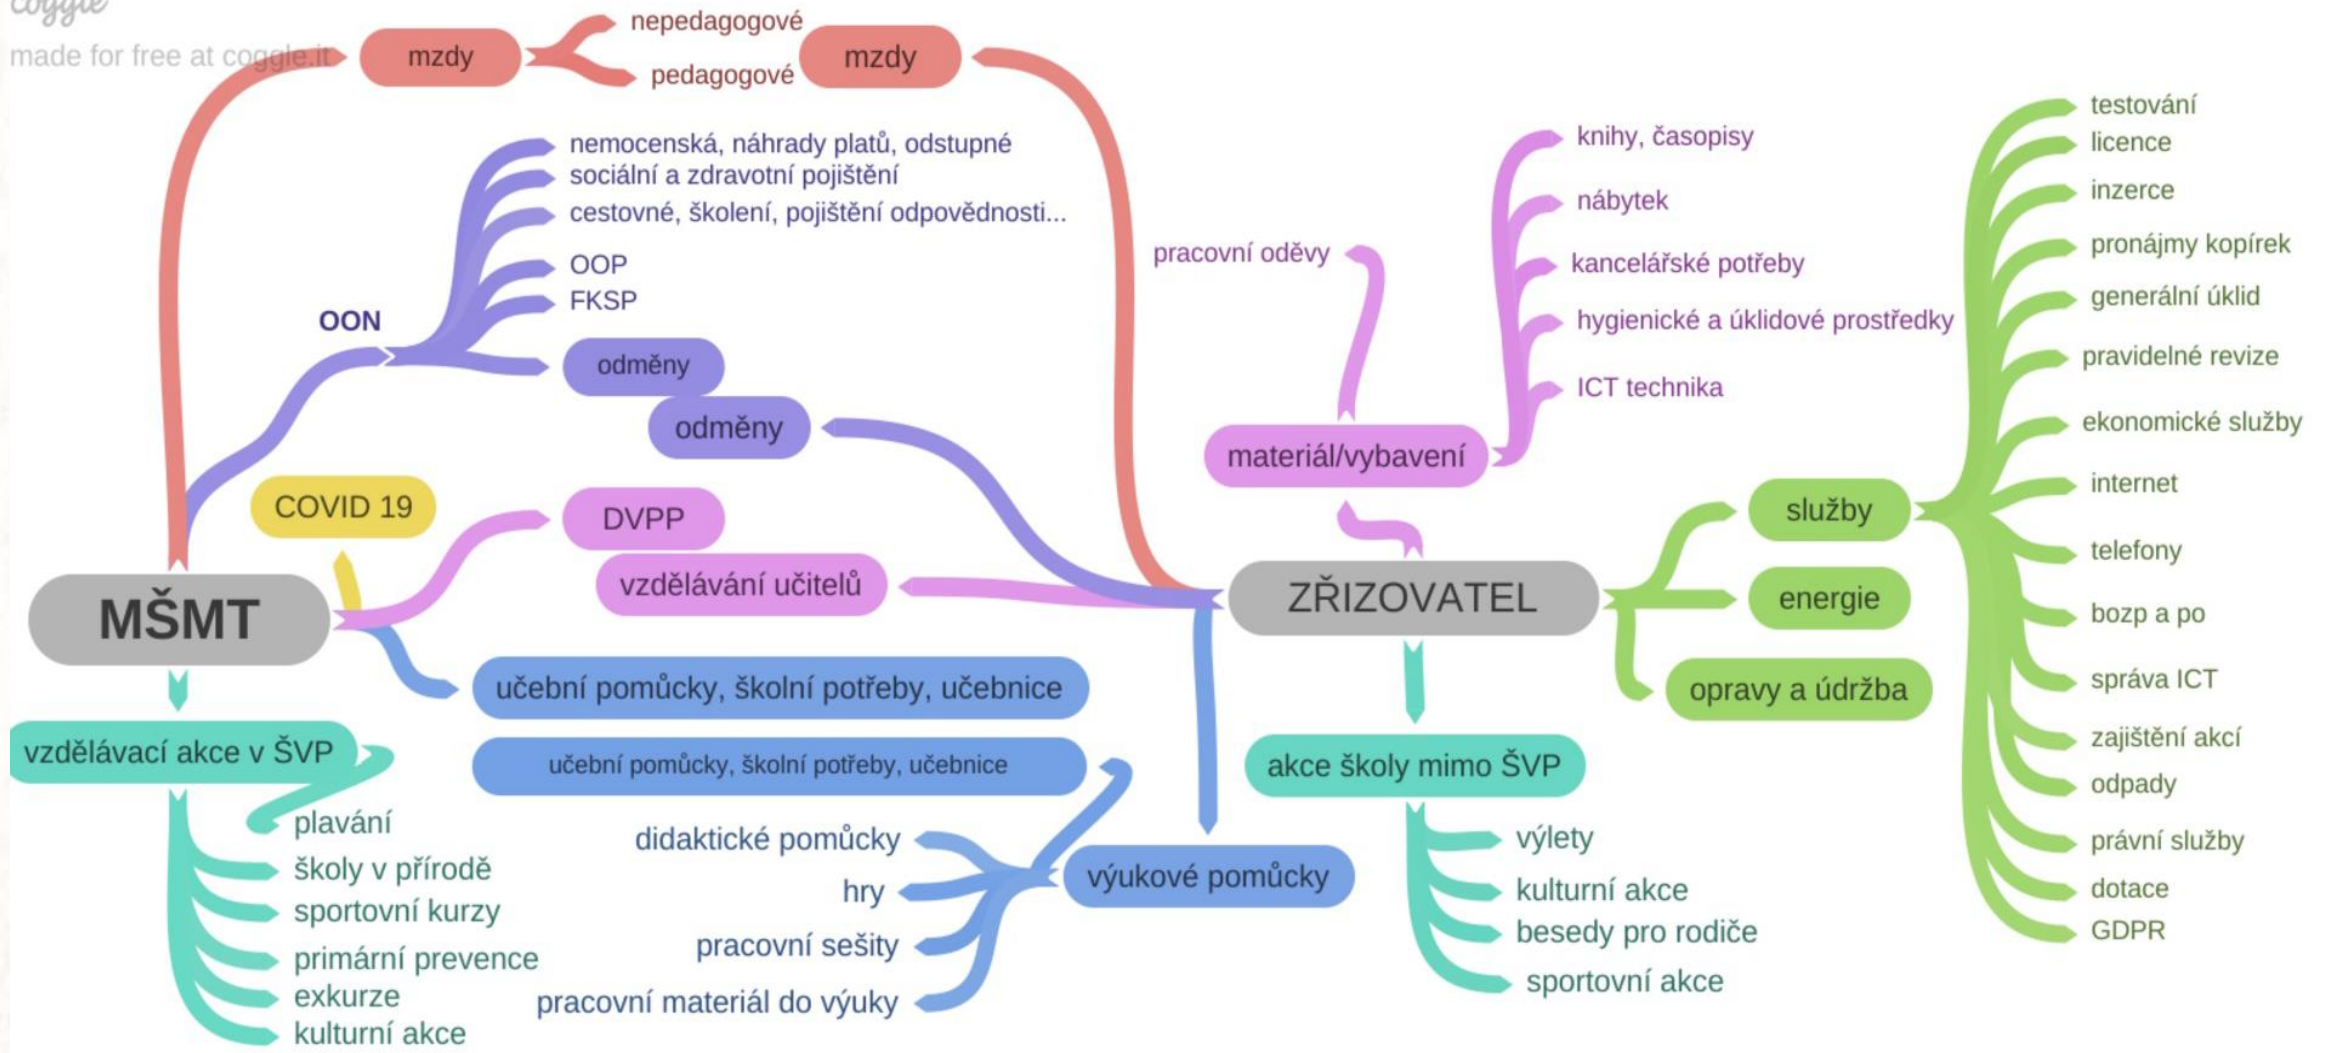 coggle
made for free at coggle.it
mzdy
nepedagogové
pedagogové
mzdy
nemocenská, náhrady platů, odstupné
sociální a zdravotní pojištění
cestovné, školení, pojištění odpovědnosti...
OOP
FKSP
OON
odměny
odměny
COVID 19
DVPP
vzdělávání učitelů
MŠMT
učební pomůcky, školní potřeby, učebnice
vzdělávací akce v ŠVP
učební pomůcky, školní potřeby, učebnice
plavání
školy v přírodě
sportovní kurzy
primární prevence
exkurze
kulturní akce
didaktické pomůcky
hry
pracovní sešity
pracovní materiál do výuky
výukové pomůcky
pracovní oděvy
knihy, časopisy
nábytek
kancelářské potřeby
hygienické a úklidové prostředky
ICT technika
materiál/vybavení
ZŘIZOVATEL
služby
energie
opravy a údržba
akce školy mimo ŠVP
výlety
kulturní akce
besedy pro rodiče
sportovní akce
testování
licence
inzerce
pronájmy kopírek
generální úklid
pravidelné revize
ekonomické služby
internet
telefony
bozp a po
správa ICT
zajištění akcí
odpady
právní služby
dotace
GDPR